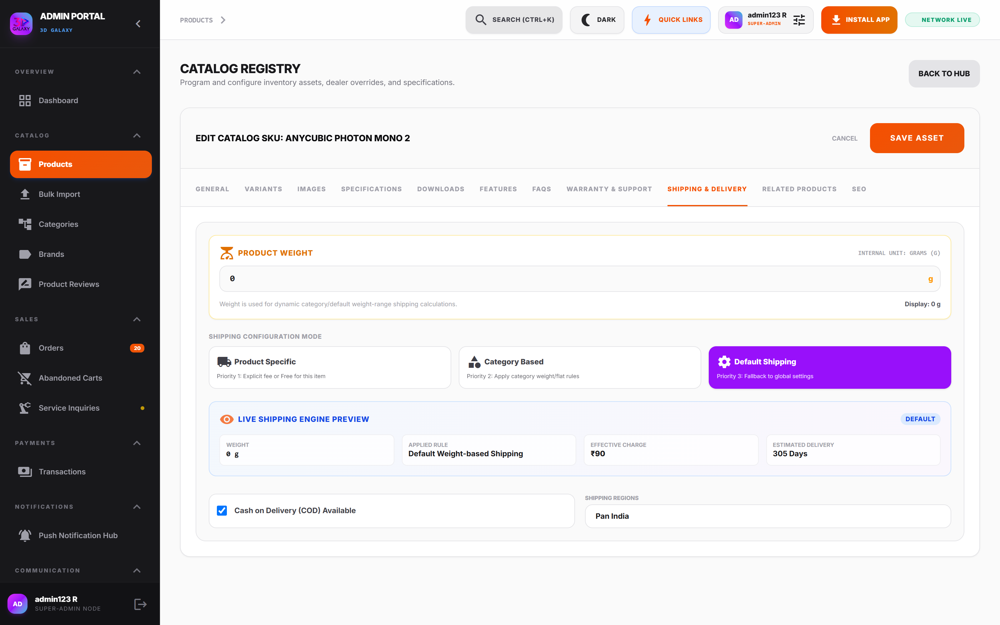 3D
GALAXY
ADMIN PORTAL
3D GALAXY
OVERVIEW
Dashboard
CATALOG
Products
Bulk Import
Categories
Brands
Product Reviews
SALES
Orders
20
Abandoned Carts
Service Inquiries
PAYMENTS
Transactions
NOTIFICATIONS
Push Notification Hub
COMMUNICATION
AD
admin123 R
SUPER-ADMIN NODE
PRODUCTS
SEARCH (CTRL+K)
DARK
QUICK LINKS
AD
admin123 R
SUPER-ADMIN
INSTALL APP
NETWORK LIVE
CATALOG REGISTRY
Program and configure inventory assets, dealer overrides, and specifications.
BACK TO HUB
EDIT CATALOG SKU: ANYCUBIC PHOTON MONO 2
CANCEL
SAVE ASSET
GENERAL
VARIANTS
IMAGES
SPECIFICATIONS
DOWNLOADS
FEATURES
FAQS
WARRANTY & SUPPORT
SHIPPING & DELIVERY
RELATED PRODUCTS
SEO
PRODUCT WEIGHT
INTERNAL UNIT: GRAMS (G)
0
g
Weight is used for dynamic category/default weight-range shipping calculations.
Display: 0 g
SHIPPING CONFIGURATION MODE
Product Specific
Priority 1: Explicit fee or Free for this item
Category Based
Priority 2: Apply category weight/flat rules
Default Shipping
Priority 3: Fallback to global settings
LIVE SHIPPING ENGINE PREVIEW
DEFAULT
WEIGHT
0 g
APPLIED RULE
Default Weight-based Shipping
EFFECTIVE CHARGE
₹90
ESTIMATED DELIVERY
305 Days
Cash on Delivery (COD) Available
SHIPPING REGIONS
Pan India